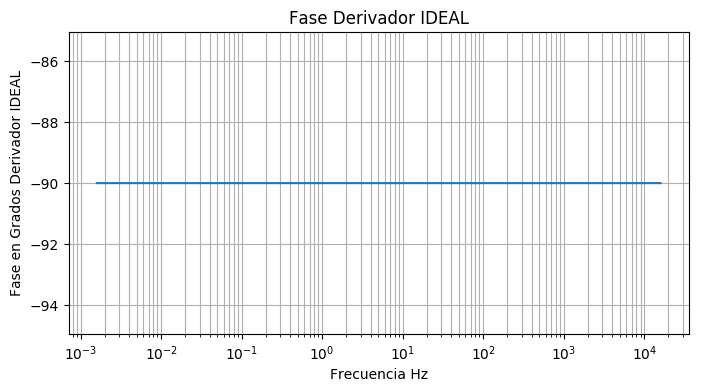 Fase Derivador IDEAL
Fase en Grados Derivador IDEAL
−86
−88
−90
−92
−94
10⁻³ 10⁻² 10⁻¹ 10⁰ 10¹ 10² 10³ 10⁴
Frecuencia Hz